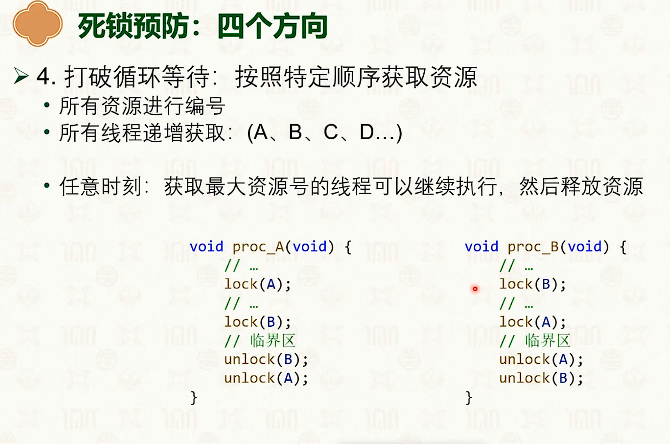 死锁预防：四个方向
➢ 4. 打破循环等待：按照特定顺序获取资源
• 所有资源进行编号
• 所有线程递增获取：(A、B、C、D…)
• 任意时刻：获取最大资源号的线程可以继续执行，然后释放资源
void proc_A(void) {
// …
lock(A);
// …
lock(B);
// 临界区
unlock(B);
unlock(A);
}
void proc_B(void) {
// …
lock(B);
// …
lock(A);
// 临界区
unlock(A);
unlock(B);
}